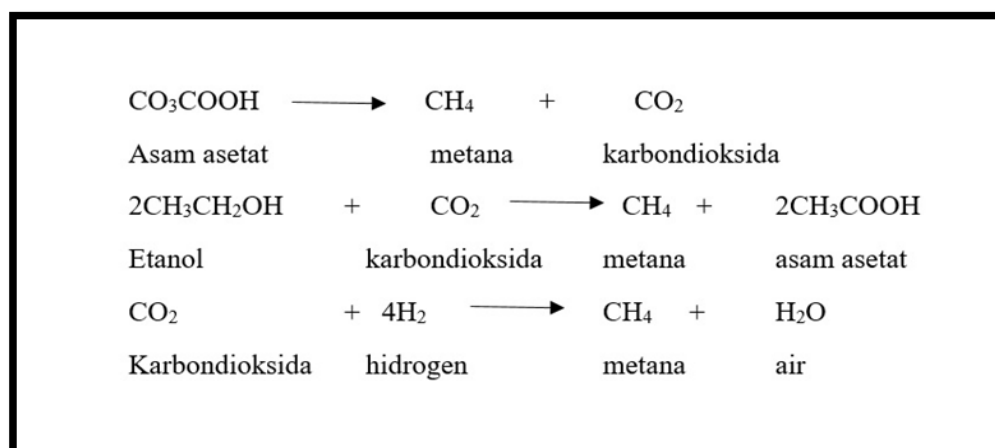 CO₃COOH ⟶ CH₄ + CO₂
Asam asetat metana karbondioksida
2CH₃CH₂OH + CO₂ ⟶ CH₄ + 2CH₃COOH
Etanol karbondioksida metana asam asetat
CO₂ + 4H₂ ⟶ CH₄ + H₂O
Karbondioksida hidrogen metana air